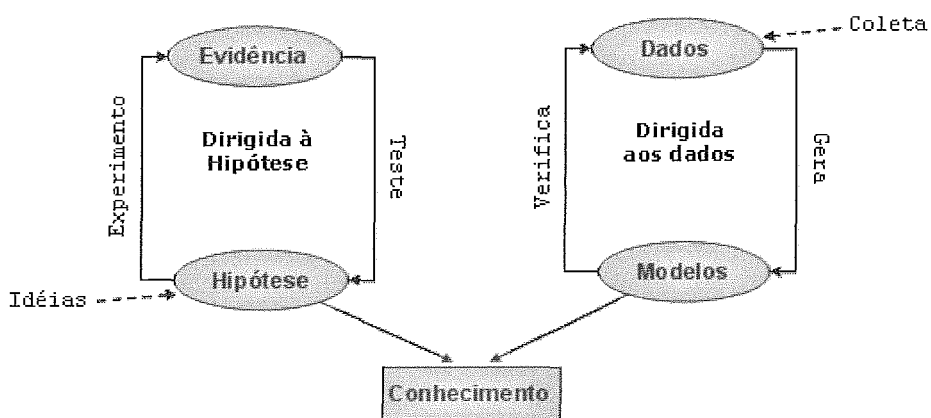 Evidência
Experimento
Dirigida à
Hipótese
Teste
Hipótese
Idéias
Dados
Coleta
Verifica
Dirigida
aos dados
Gera
Modelos
Conhecimento